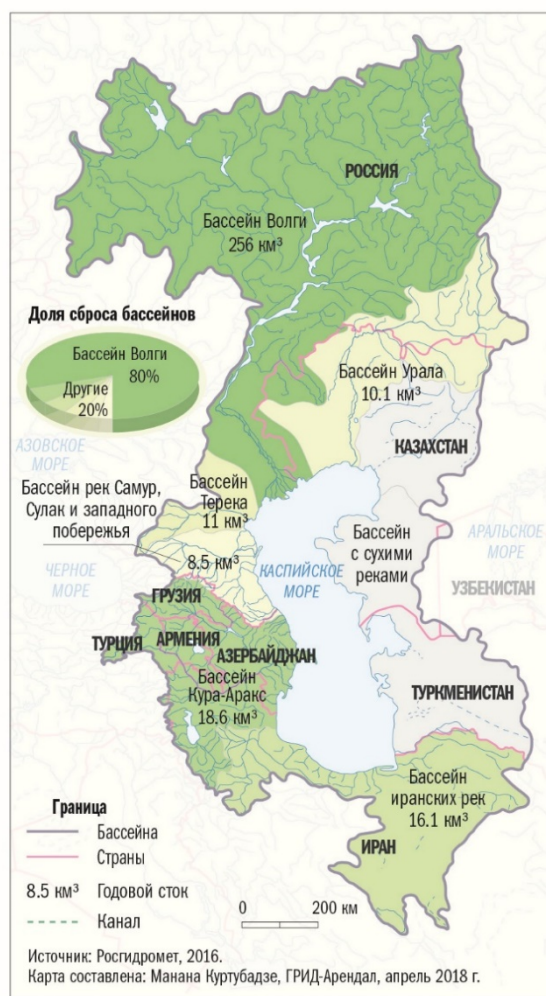 РОССИЯ
Бассейн Волги
256 км³
Доля сброса бассейнов
Бассейн Волги
80%
Другие
20%
Бассейн Урала
10.1 км³
КАЗАХСТАН
АЗОВСКОЕ
МОРЕ
Бассейн
Терека
11 км³
Бассейн рек Самур,
Сулак и западного
побережья
8.5 км³
Бассейн
с сухими
реками
АРАЛЬСКОЕ
МОРЕ
УЗБЕКИСТАН
КАСПИЙСКОЕ
МОРЕ
ЧЕРНОЕ
МОРЕ
ГРУЗИЯ
ТУРЦИЯ
АРМЕНИЯ
АЗЕРБАЙДЖАН
Бассейн
Кура-Аракс
18.6 км³
ТУРКМЕНИСТАН
Бассейн
иранских рек
16.1 км³
ИРАН
Граница
Бассейна
Страны
8.5 км³ Годовой сток
Канал
0 200 км
Источник: Росгидромет, 2016.
Карта составлена: Манана Куртубадзе, ГРИД-Арендал, апрель 2018 г.